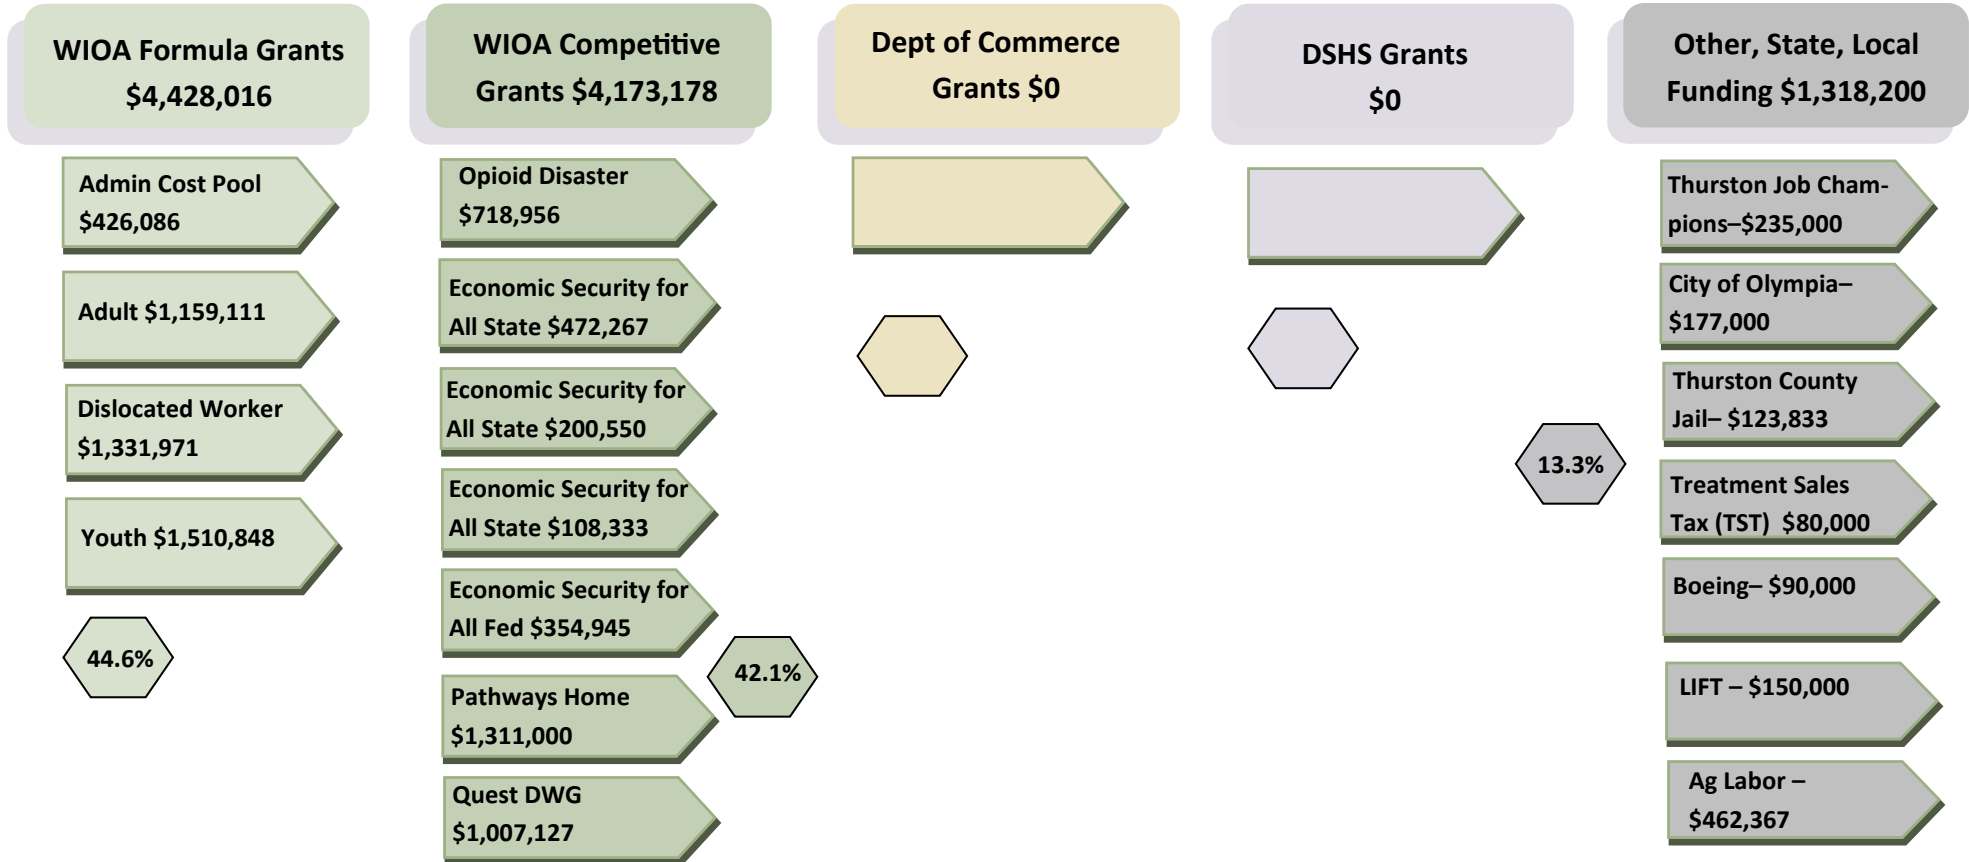 WIOA Formula Grants
$4,428,016
Admin Cost Pool
$426,086
Adult $1,159,111
Dislocated Worker
$1,331,971
Youth $1,510,848
44.6%
WIOA Competitive
Grants $4,173,178
Opioid Disaster
$718,956
Economic Security for
All State $472,267
Economic Security for
All State $200,550
Economic Security for
All State $108,333
Economic Security for
All Fed $354,945
Pathways Home
$1,311,000
Quest DWG
$1,007,127
42.1%
Dept of Commerce
Grants $0
DSHS Grants
$0
Other, State, Local
Funding $1,318,200
Thurston Job Cham-
pions–$235,000
City of Olympia–
$177,000
Thurston County
Jail– $123,833
Treatment Sales
Tax (TST)  $80,000
Boeing– $90,000
LIFT – $150,000
Ag Labor –
$462,367
13.3%